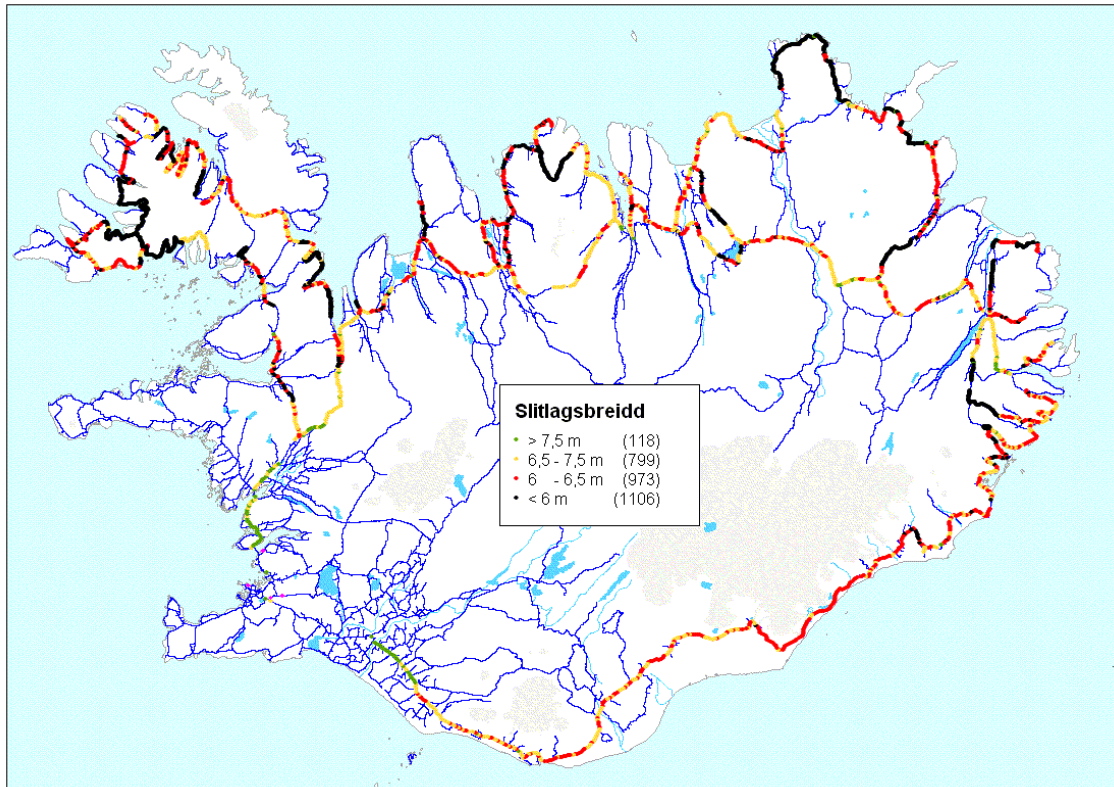 Slitlagsbreidd
> 7,5 m (118)
6,5 - 7,5 m (799)
6 - 6,5 m (973)
< 6 m (1106)